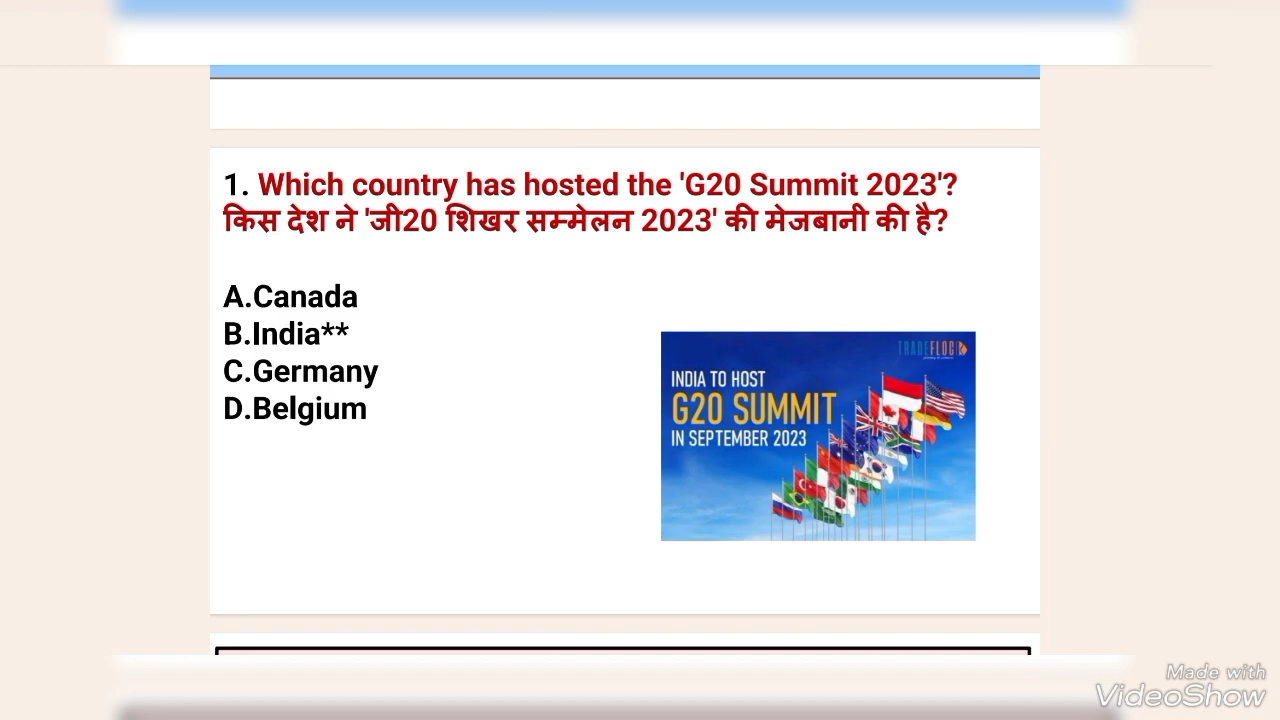 1. Which country has hosted the 'G20 Summit 2023'?
किस देश ने 'जी20 शिखर सम्मेलन 2023' की मेजबानी की है?
A.Canada
B.India**
C.Germany
D.Belgium
TRADEFLOCK
INDIA TO HOST
G20 SUMMIT
IN SEPTEMBER 2023
Made with
VideoShow